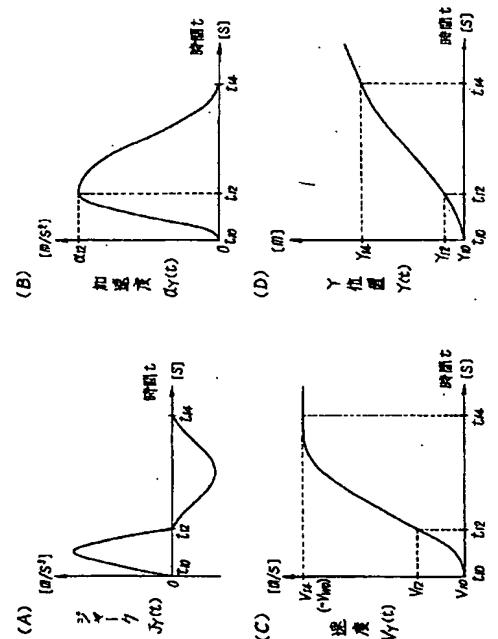 (A)
ジャーク
Jy(t)
[m/s³]
0
t10
t12
t14
時間t
[S]
(B)
加速度
ay(t)
[m/s²]
a12
0
t10
t12
t14
時間t
[S]
(C)
速度
Vy(t)
[m/s]
V14
V12
V10
t10
t12
t14
時間t
[S]
(D)
Y位置
Y(t)
[m]
Y14
Y12
Y10
t10
t12
t14
時間t
[S]